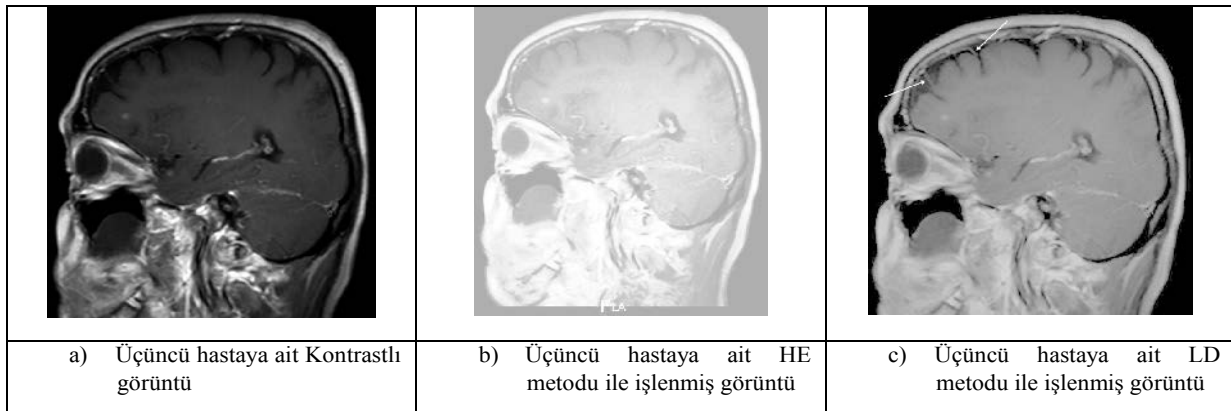 FLA
a) Üçüncü hastaya ait Kontrastlı
görüntü
b) Üçüncü hastaya ait HE
metodu ile işlenmiş görüntü
c) Üçüncü hastaya ait LD
metodu ile işlenmiş görüntü